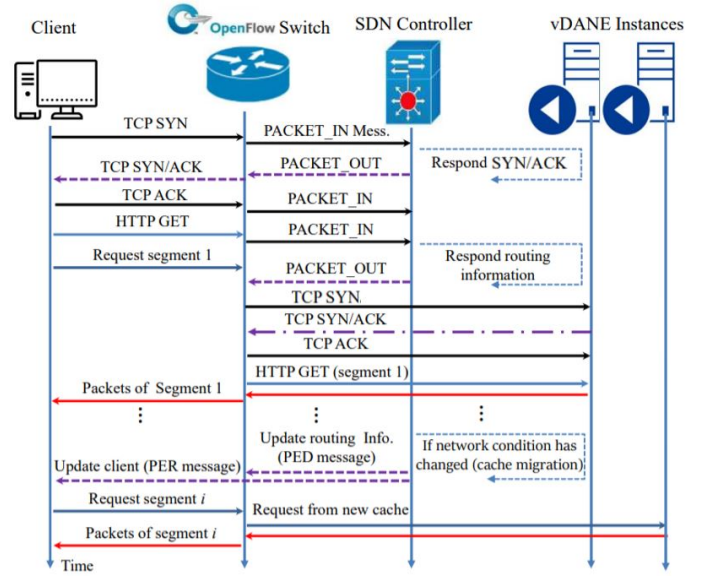 Client
OpenFlow Switch
SDN Controller
vDANE Instances
TCP SYN
PACKET_IN Mess.
TCP SYN/ACK
PACKET_OUT
Respond SYN/ACK
TCP ACK
PACKET_IN
HTTP GET
PACKET_IN
Request segment 1
Respond routing
information
PACKET_OUT
TCP SYN
TCP SYN/ACK
TCP ACK
HTTP GET (segment 1)
Packets of Segment 1
⋮
⋮
⋮
Update routing Info.
(PED message)
If network condition has
changed (cache migration)
Update client (PER message)
Request segment i
Request from new cache
Packets of segment i
Time